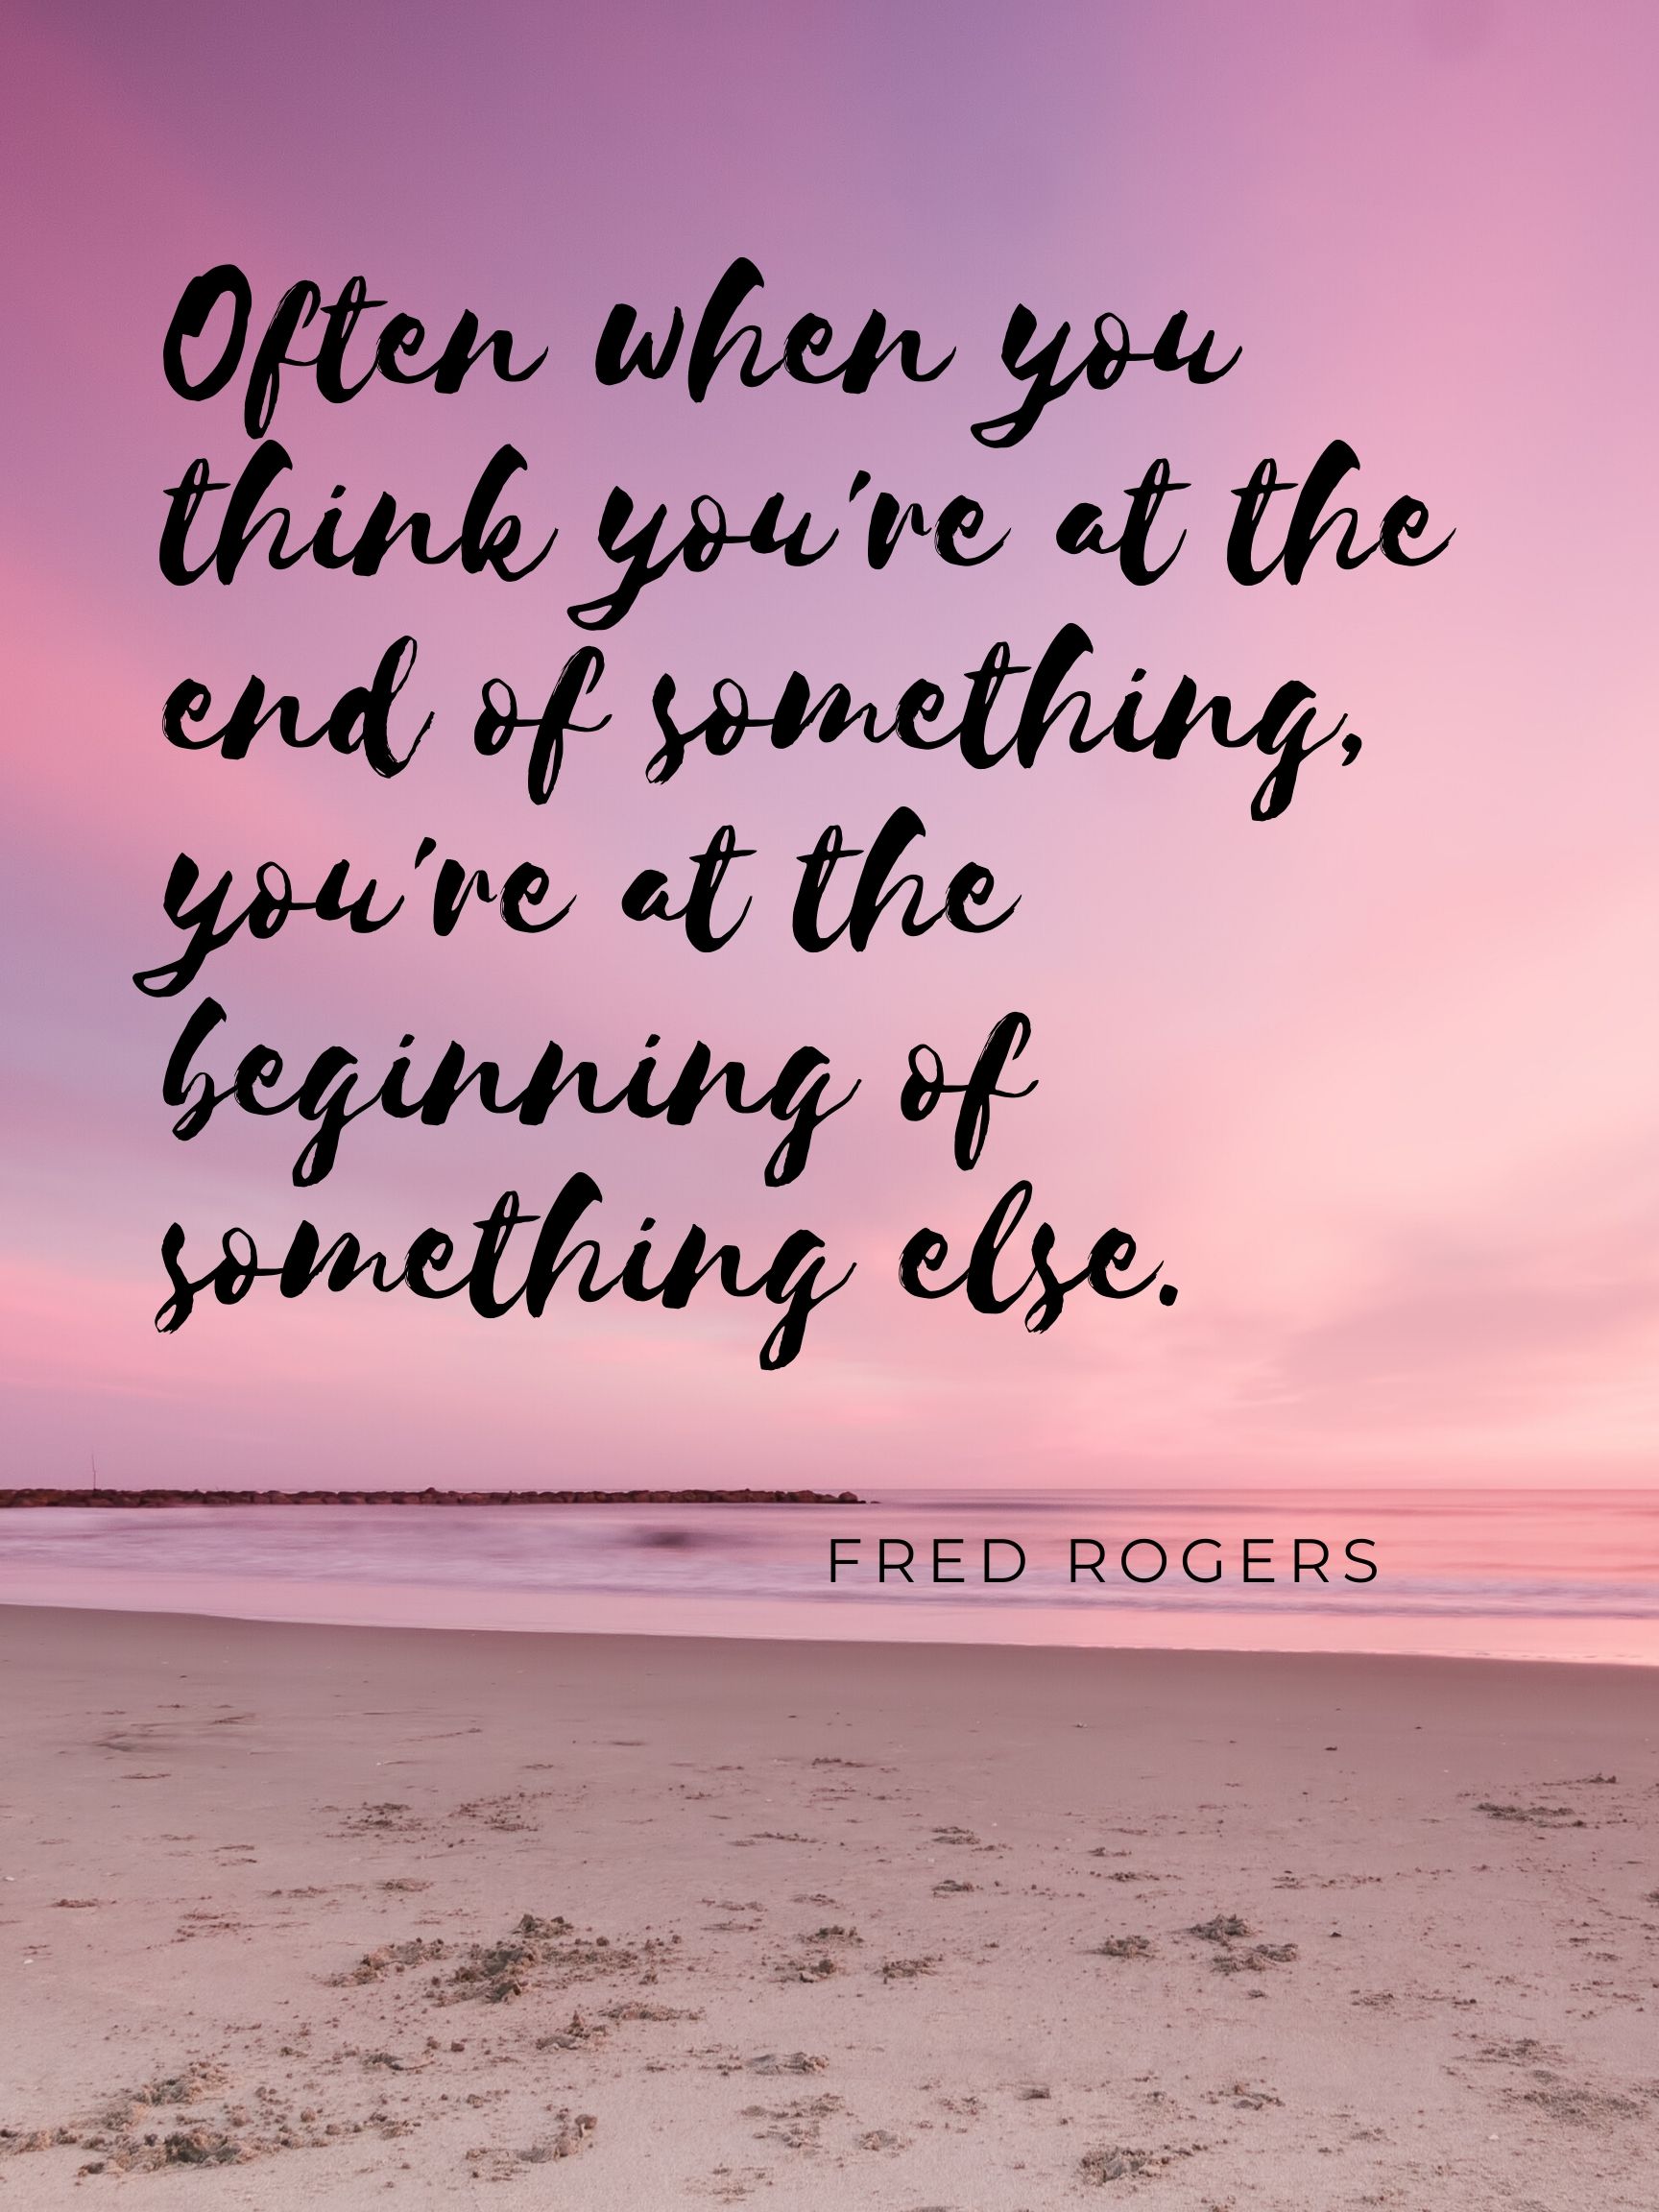 Often when you
think you're at the
end of something,
you're at the
beginning of
something else.
FRED ROGERS